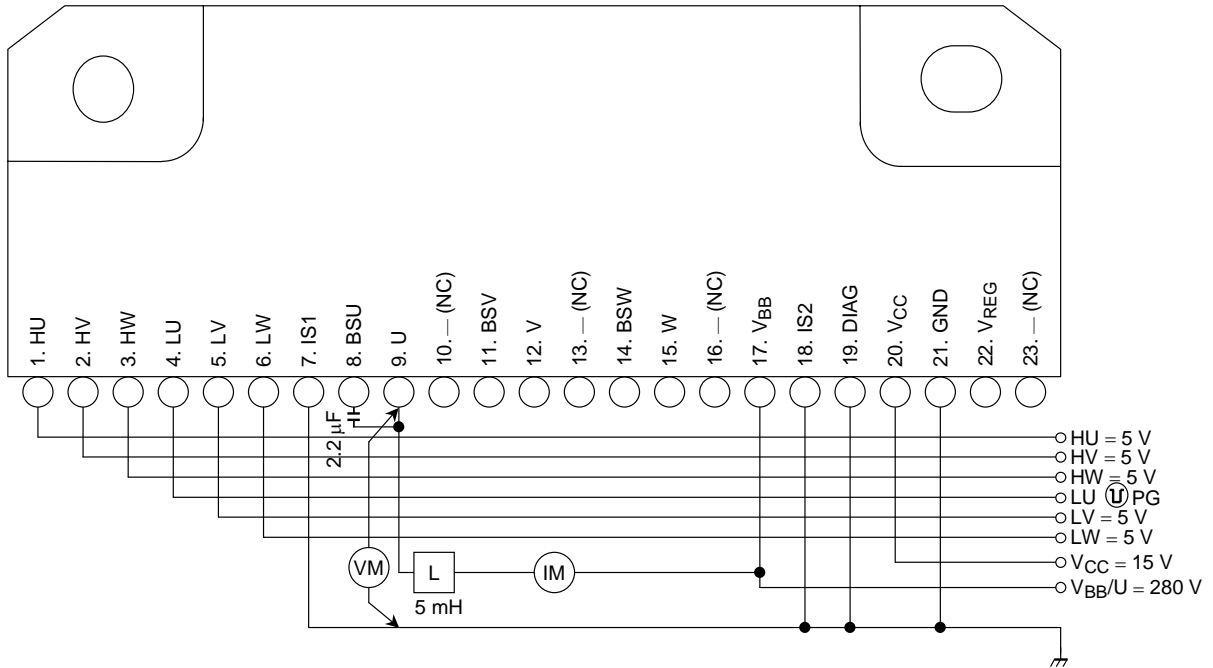 1. HU
2. HV
3. HW
4. LU
5. LV
6. LW
7. IS1
8. BSU
9. U
10. — (NC)
11. BSV
12. V
13. — (NC)
14. BSW
15. W
16. — (NC)
17. VBB
18. IS2
19. DIAG
20. VCC
21. GND
22. VREG
23. — (NC)
2.2 μF
HU = 5 V
HV = 5 V
HW = 5 V
LU PG
LV = 5 V
LW = 5 V
VCC = 15 V
VBB/U = 280 V
VM
L
IM
5 mH